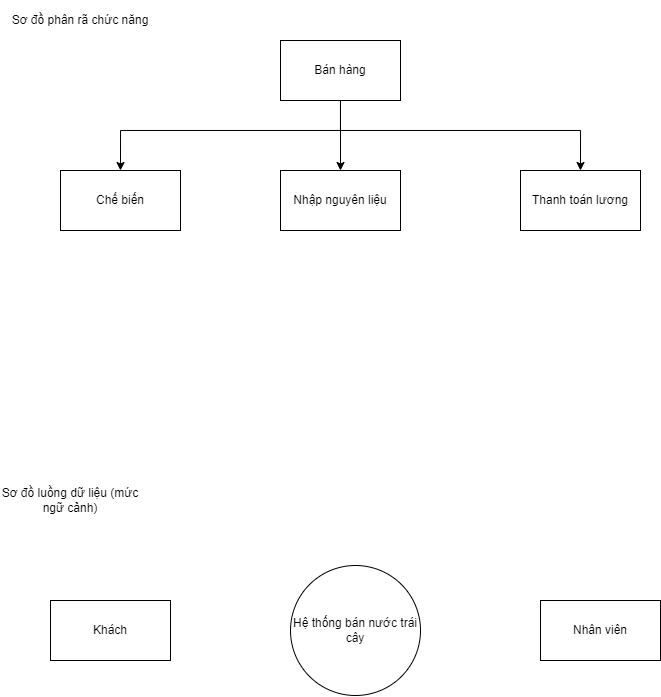 Sơ đồ phân rã chức năng
Bán hàng
Chế biến
Nhập nguyên liệu
Thanh toán lương
Sơ đồ luồng dữ liệu (mức
ngữ cảnh)
Khách
Hệ thống bán nước trái
cây
Nhân viên